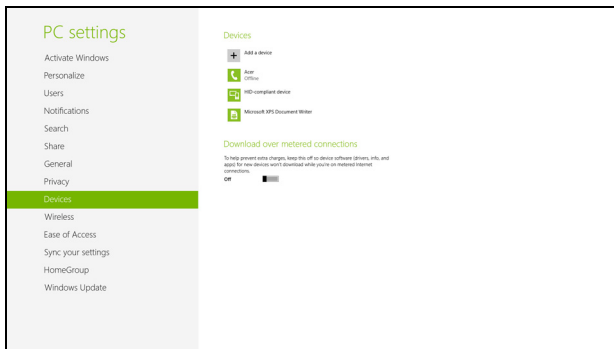 PC settings
Activate Windows
Personalize
Users
Notifications
Search
Share
General
Privacy
Devices
Wireless
Ease of Access
Sync your settings
HomeGroup
Windows Update
Devices
Add a device
Acer
Offline
HID-compliant device
Microsoft XPS Document Writer
Download over metered connections
To help prevent extra charges, keep this off so device software (drivers, info, and
apps) for new devices won't download while you're on metered Internet
connections.
Off